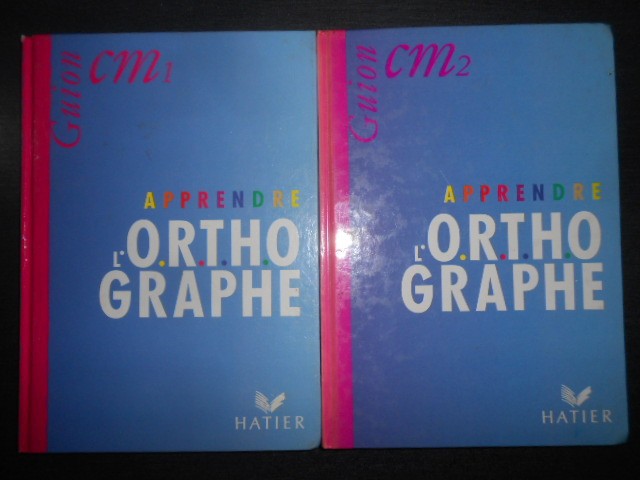 Guion
cm1
APPRENDRE
L'O.R.T.H.O
GRAPHE
HATIER
Guion
cm2
APPRENDRE
L'O.R.T.H.O
GRAPHE
HATIER